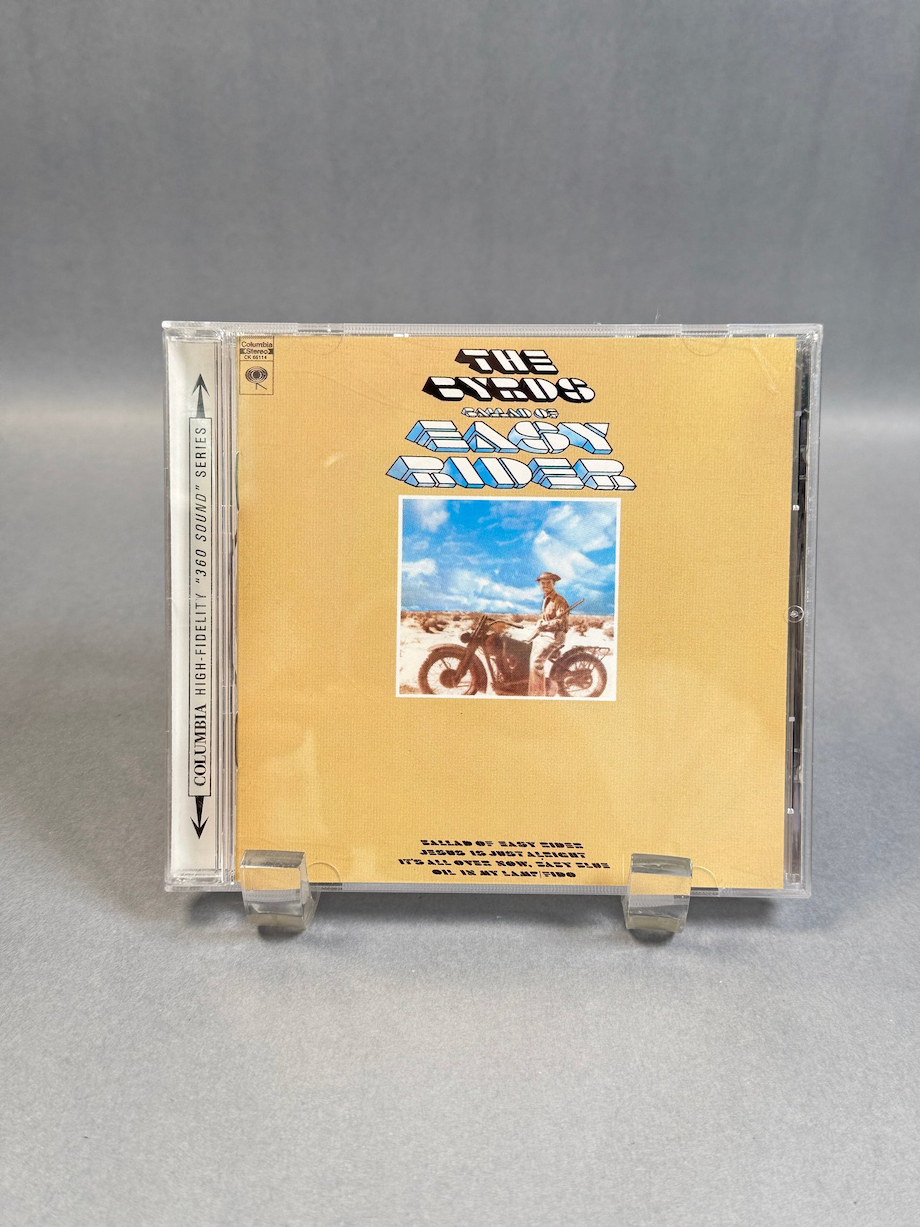 Columbia
Stereo
CK 65114
THE
BYRDS
BALLAD OF
EASY
RIDER
COLUMBIA HIGH-FIDELITY "360 SOUND" SERIES
BALLAD OF EASY RIDER
JESUS IS JUST ALRIGHT
IT'S ALL OVER NOW, BABY BLUE
OIL IN MY LAMP/FIDO